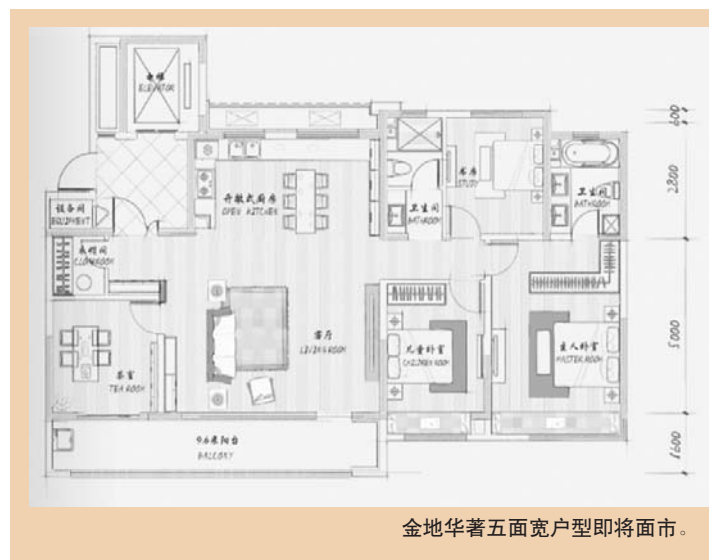 电梯
ELEVATOR
设备间
EQUIPMENT
衣帽间
CLOAKROOM
开敞式厨房
OPEN KITCHEN
卫生间
BATHROOM
书房
STUDY
卫生间
BATHROOM
600
2800
茶室
TEA ROOM
客厅
LIVING ROOM
儿童卧室
CHILDREN ROOM
主人卧室
MASTER ROOM
5000
9.6米阳台
BALCONY
1600
金地华著五面宽户型即将面市。